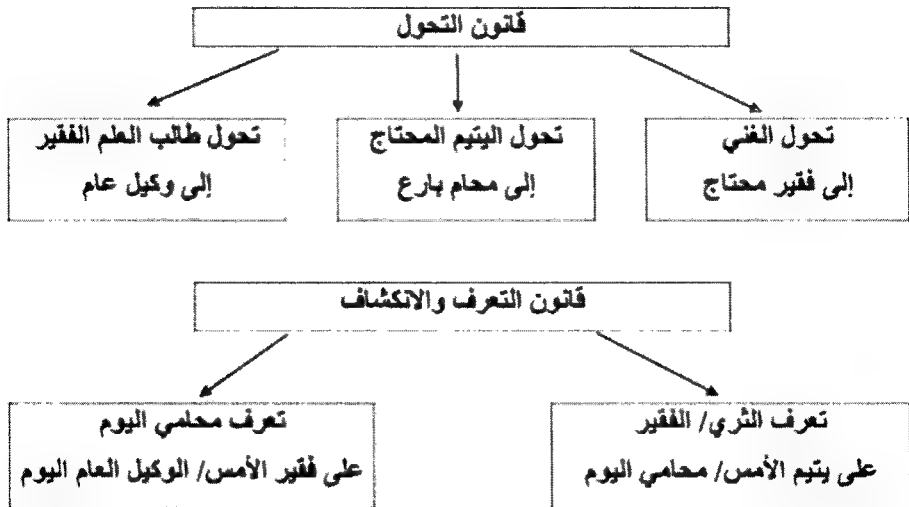 قانون التحول
تحول الغني
إلى فقير محتاج
تحول اليتيم المحتاج
إلى محام بارع
تحول طالب العلم الفقير
إلى وكيل عام
قانون التعرف والانكشاف
تعرف الثري/ الفقير
على يتيم الأمس/ محامي اليوم
تعرف محامي اليوم
على فقير الأمس/ الوكيل العام اليوم